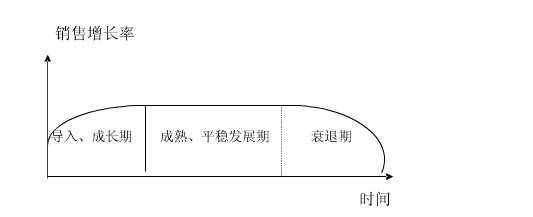 销售增长率
导入、成长期
成熟、平稳发展期
衰退期
时间